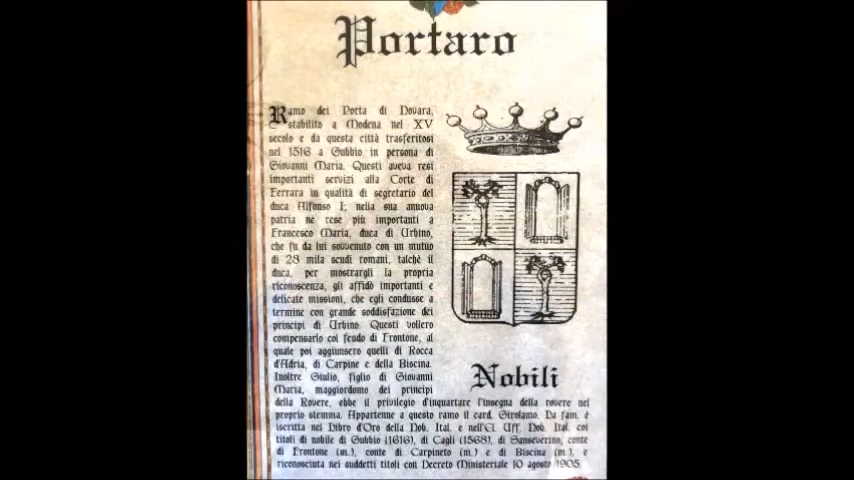 Portaro
Ramo dei Porta di Novara,
stabilito a Modena nel XV
secolo e da questa città trasferitosi
nel 1516 a Gubbio in persona di
Giovanni Maria. Questi aveva resi
importanti servizi alla Corte di
Ferrara in qualità di segretario del
duca Alfonso I; nella sua annova
patria ne rese più importanti a
Francesco Maria, duca di Urbino,
che fu da lui sovvenuto con un mutuo
di 28 mila scudi romani, talchè il
duca, per mostrargli la propria
riconoscenza, gli affidò importanti e
delicate missioni, che egli condusse a
termine con grande soddisfazione dei
principi di Urbino. Questi vollero
compensarlo col feudo di Frontone, al
quale poi aggiunsero quelli di Rocca
d'Adria, di Carpine e della Biscina.
Inoltre Giulio, figlio di Giovanni
Maria, maggiordomo dei principi
della Rovere, ebbe il privilegio d'inquartare l'insegna della rovere nel
proprio stemma. Appartenne a questo ramo il card. Girolamo. La fam. è
iscritta nel Libro d'Oro della Nob. Ital. e nell'El. Uff. Nob. Ital. coi
titoli di nobile di Gubbio (1616), di Cagli (1568), di Sanseverino, conte
di Frontone (m.), conte di Carpineto (m.) e di Biscina (m.), e
riconosciuta nei suddetti titoli con Decreto Ministeriale 10 agosto 1905.
Nobili